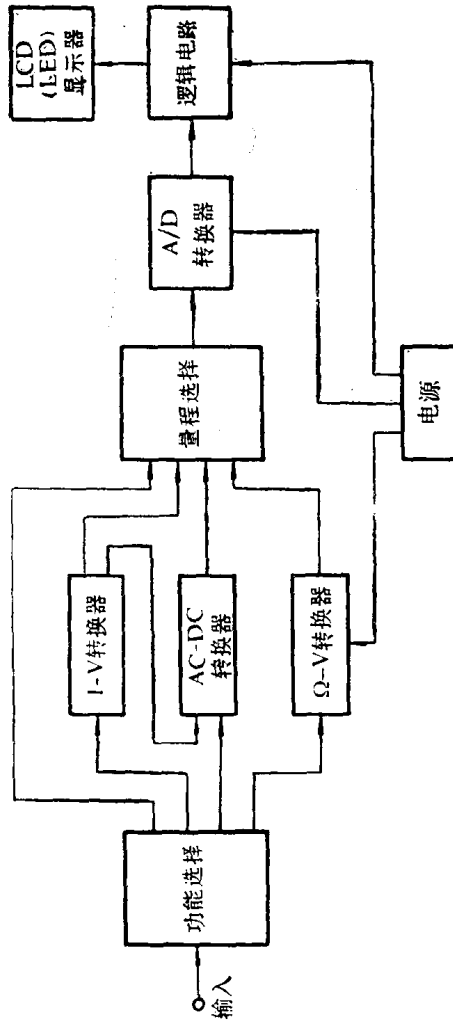 输入
功能选择
I-V转换器
AC-DC
转换器
Ω-V转换器
量程选择
A/D
转换器
逻辑电路
LCD
(LED)
显示器
电源